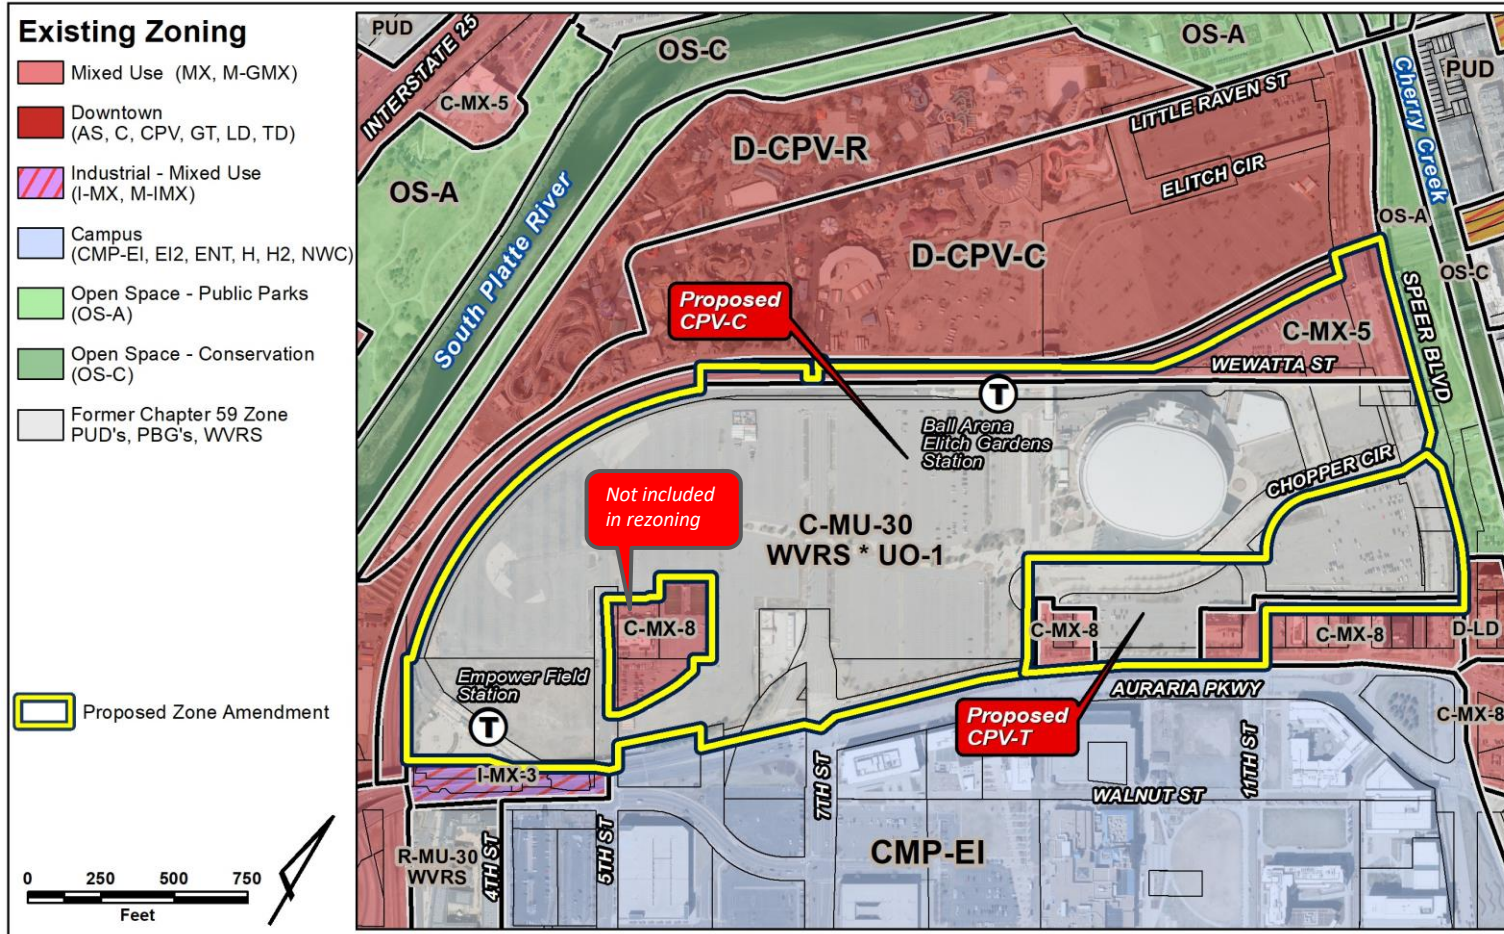 Existing Zoning
Mixed Use (MX, M-GMX)
Downtown
(AS, C, CPV, GT, LD, TD)
Industrial - Mixed Use
(I-MX, M-IMX)
Campus
(CMP-EI, EI2, ENT, H, H2, NWC)
Open Space - Public Parks
(OS-A)
Open Space - Conservation
(OS-C)
Former Chapter 59 Zone
PUD's, PBG's, WVRS
Proposed Zone Amendment
0 250 500 750
Feet
PUD
INTERSTATE 25
C-MX-5
OS-C
OS-A
Cherry Creek
PUD
LITTLE RAVEN ST
D-CPV-R
ELITCH CIR
OS-A
South Platte River
OS-A
D-CPV-C
OS-C
SPEER BLVD
Proposed
CPV-C
C-MX-5
WEWATTA ST
T
Ball Arena
Elitch Gardens
Station
CHOPPER CIR
Not included
in rezoning
C-MU-30
WVRS * UO-1
C-MX-8
C-MX-8
C-MX-8
D-LD
Empower Field
Station
T
AURARIA PKWY
Proposed
CPV-T
C-MX-8
I-MX-3
7TH ST
11TH ST
WALNUT ST
R-MU-30
WVRS
4TH ST
5TH ST
CMP-EI